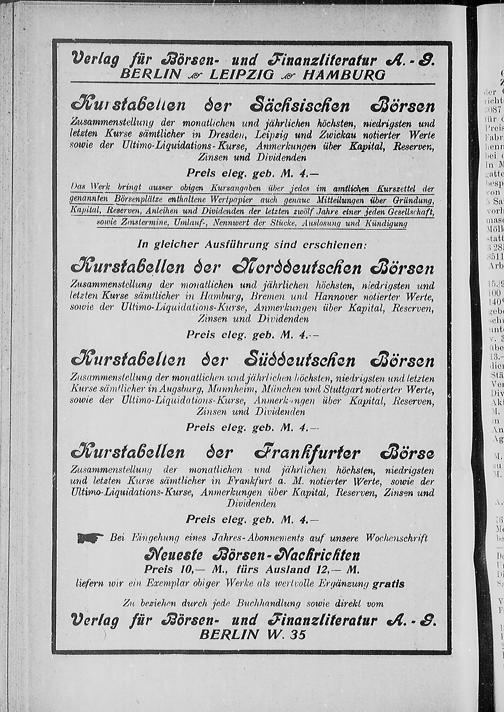 Verlag für Börsen- und Finanzliteratur A.-G.
BERLIN LEIPZIG HAMBURG
Kurstabellen der Sächsischen Börsen
Zusammenstellung der monatlichen und jährlichen höchsten, niedrigsten und
letzten Kurse sämtlicher in Dresden, Leipzig und Zwickau notierter Werte
sowie der Ultimo-Liquidations-Kurse, Anmerkungen über Kapital, Reserven,
Zinsen und Dividenden
Preis eleg. geb. M. 4.—
Das Werk bringt ausser obigen Kursangaben über jedes im amtlichen Kurszettel der
genannten Börsenplätze enthaltene Wertpapier auch genaue Mitteilungen über Gründung,
Kapital, Reserven, Anleihen und Dividenden der letzten zwölf Jahre einer jeden Gesellschaft,
sowie Zinstermine, Umlauf-, Nennwert der Stücke, Auslosung und Kündigung
In gleicher Ausführung sind erschienen:
Kurstabellen der Norddeutschen Börsen
Zusammenstellung der monatlichen und jährlichen höchsten, niedrigsten und
letzten Kurse sämtlicher in Hamburg, Bremen und Hannover notierter Werte,
sowie der Ultimo-Liquidations-Kurse, Anmerkungen über Kapital, Reserven,
Zinsen und Dividenden
Preis eleg. geb. M. 4.—
Kurstabellen der Süddeutschen Börsen
Zusammenstellung der monatlichen und jährlichen höchsten, niedrigsten und letzten
Kurse sämtlicher in Augsburg, Mannheim, München und Stuttgart notierter Werte,
sowie der Ultimo-Liquidations-Kurse, Anmerkungen über Kapital, Reserven,
Zinsen und Dividenden
Preis eleg. geb. M. 4.—
Kurstabellen der Frankfurter Börse
Zusammenstellung der monatlichen und jährlichen höchsten, niedrigsten
und letzten Kurse sämtlicher in Frankfurt a. M. notierter Werte, sowie der
Ultimo-Liquidations-Kurse, Anmerkungen über Kapital, Reserven, Zinsen und
Dividenden
Preis eleg. geb. M. 4.—
Bei Eingehung eines Jahres-Abonnements auf unsere Wochenschrift
Neueste Börsen-Nachrichten
Preis 10,— M., fürs Ausland 12,— M.
liefern wir ein Exemplar obiger Werke als wertvolle Ergänzung gratis
Zu beziehen durch jede Buchhandlung sowie direkt vom
Verlag für Börsen- und Finanzliteratur A.-G.
BERLIN W. 35